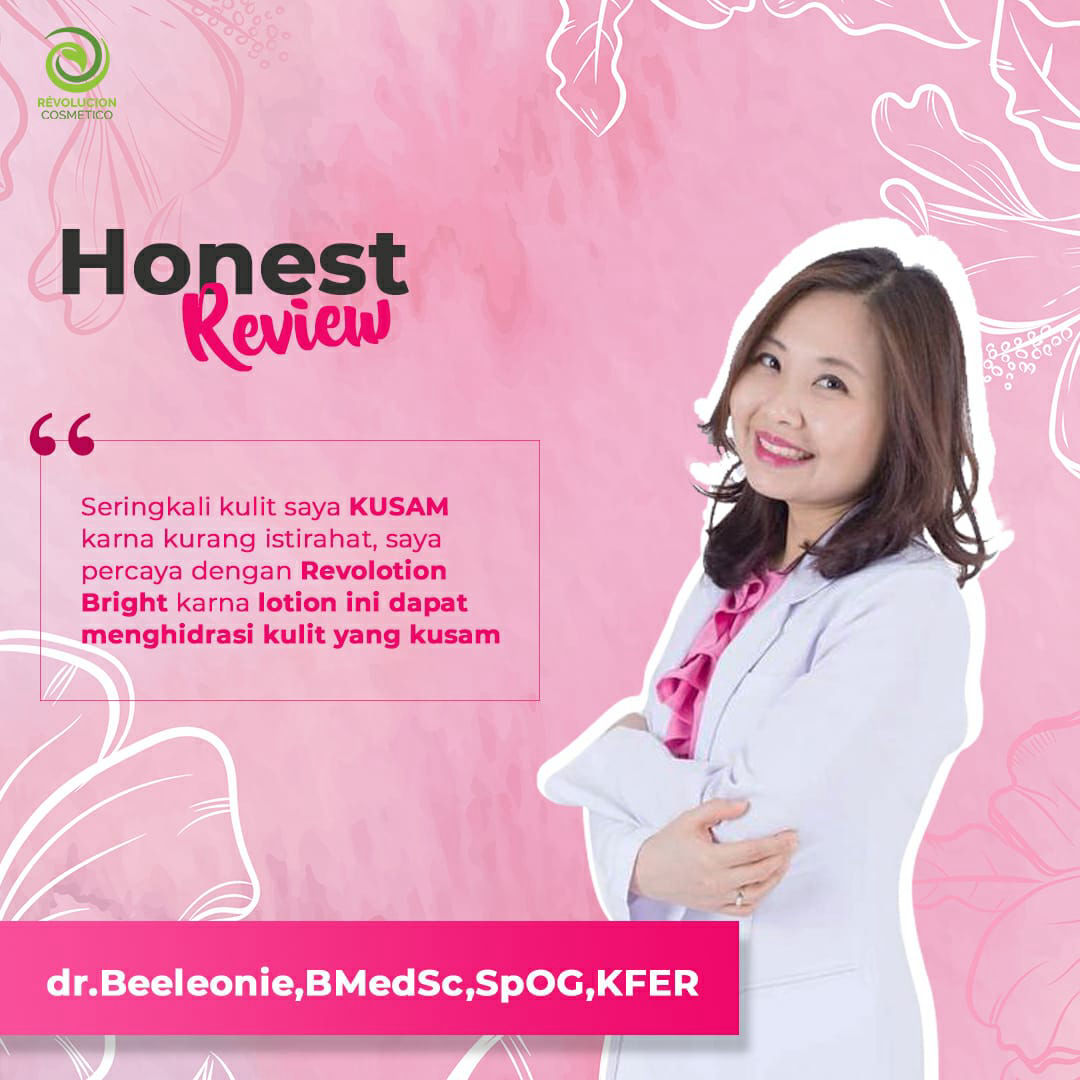 RÉVOLUCION
COSMETICO
Honest
Review
“
Seringkali kulit saya KUSAM
karna kurang istirahat, saya
percaya dengan Revolotion
Bright karna lotion ini dapat
menghidrasi kulit yang kusam
dr.Beeleonie,BMedSc,SpOG,KFER